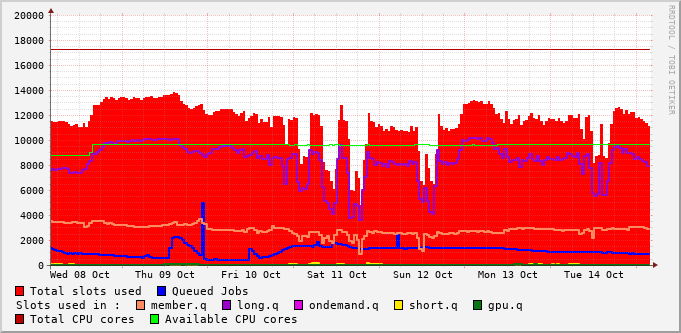 20000
18000
16000
14000
12000
10000
8000
6000
4000
2000
0
Wed 08 Oct Thu 09 Oct Fri 10 Oct Sat 11 Oct Sun 12 Oct Mon 13 Oct Tue 14 Oct
Total slots used Queued Jobs
Slots used in : member.q long.q ondemand.q short.q gpu.q
Total CPU cores Available CPU cores
RRDTOOL / TOBI OETIKER